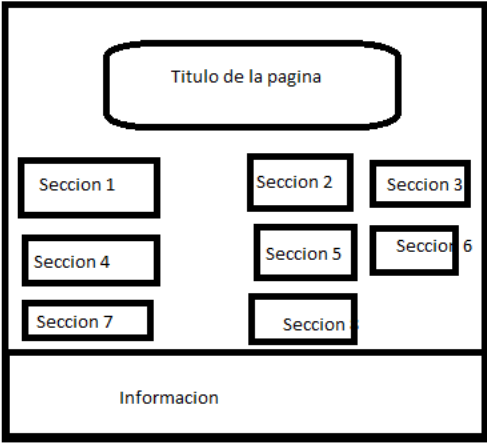 Titulo de la pagina
Seccion 1
Seccion 2
Seccion 3
Seccion 4
Seccion 5
Seccion 6
Seccion 7
Seccion 8
Informacion